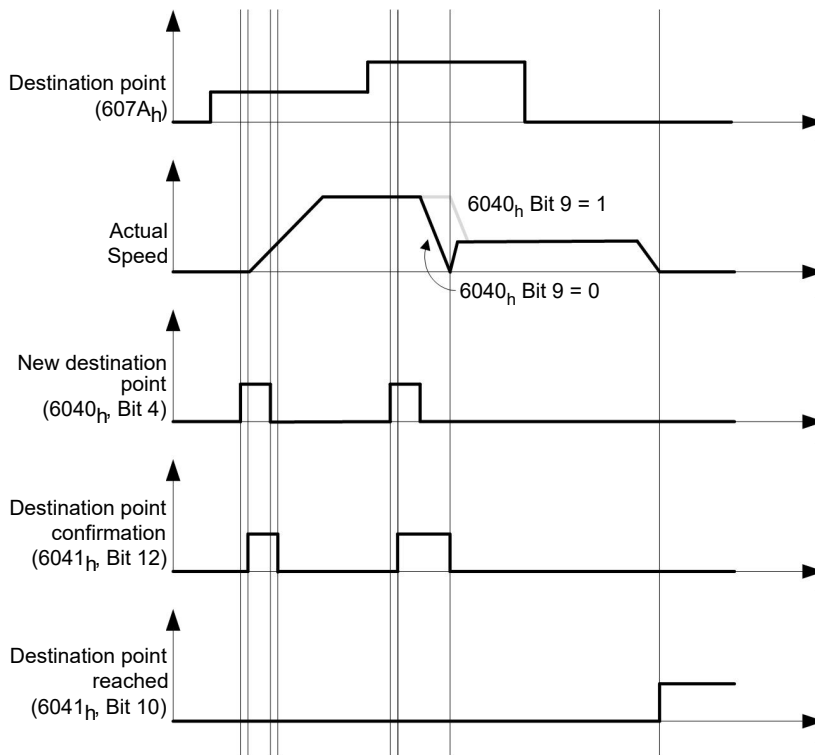 Destination point
(607Ah)
Actual
Speed
6040h Bit 9 = 1
6040h Bit 9 = 0
New destination
point
(6040h, Bit 4)
Destination point
confirmation
(6041h, Bit 12)
Destination point
reached
(6041h, Bit 10)